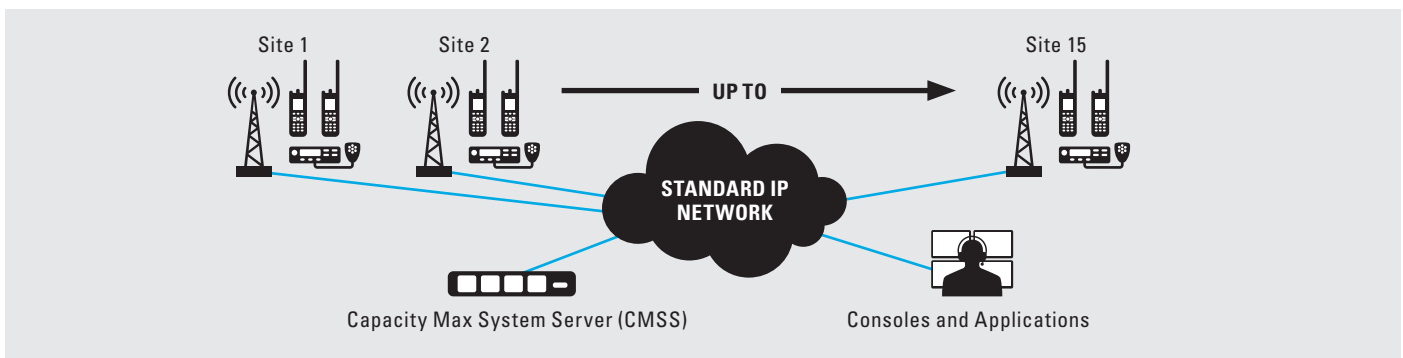 Site 1
Site 2
Site 15
UP TO
STANDARD IP
NETWORK
Capacity Max System Server (CMSS)
Consoles and Applications